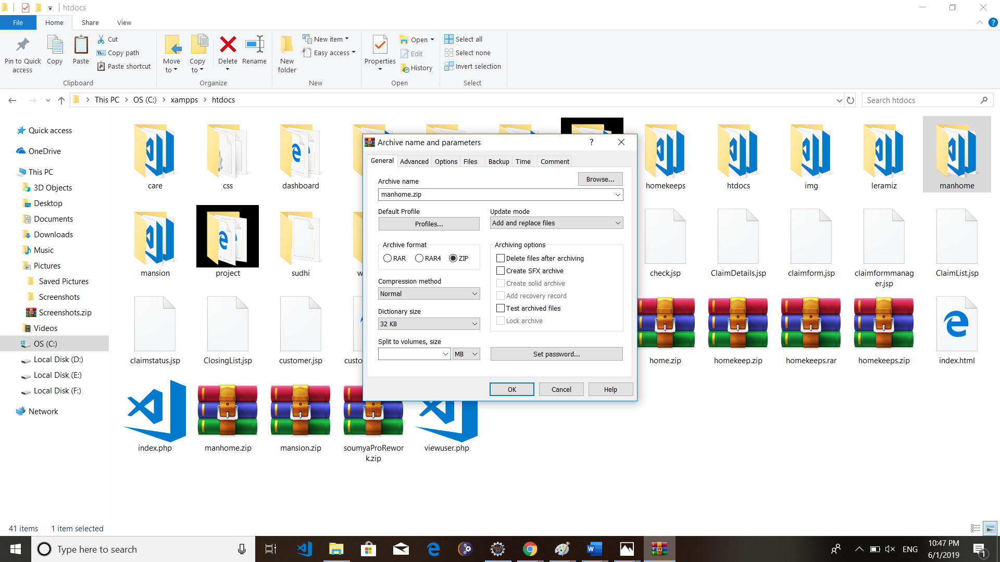 htdocs
File
Home
Share
View
Pin to Quick
access
Copy
Paste
Cut
Copy path
Paste shortcut
Clipboard
Move
to
Copy
to
Delete
Rename
Organize
New
folder
New item
Easy access
New
Properties
Open
Edit
History
Open
Select all
Select none
Invert selection
Select
This PC
OS (C:)
xampps
htdocs
Search htdocs
Quick access
OneDrive
This PC
3D Objects
Desktop
Documents
Downloads
Music
Pictures
Saved Pictures
Screenshots
Screenshots.zip
Videos
OS (C:)
Local Disk (D:)
Local Disk (E:)
Local Disk (F:)
Network
care
css
dashboard
homekeeps
htdocs
img
leramiz
manhome
mansion
project
sudhi
check.jsp
ClaimDetails.jsp
claimform.jsp
claimformmanag
er.jsp
ClaimList.jsp
claimstatus.jsp
ClosingList.jsp
customer.jsp
home.zip
homekeep.zip
homekeeps.rar
homekeeps.zip
index.html
index.php
manhome.zip
mansion.zip
soumyaProRewor
k.zip
viewuser.php
Archive name and parameters
?
General
Advanced
Options
Files
Backup
Time
Comment
Archive name
Browse...
manhome.zip
Default Profile
Profiles...
Update mode
Add and replace files
Archive format
RAR
RAR4
ZIP
Compression method
Normal
Dictionary size
32 KB
Split to volumes, size
MB
Archiving options
Delete files after archiving
Create SFX archive
Create solid archive
Add recovery record
Test archived files
Lock archive
Set password...
OK
Cancel
Help
41 items
1 item selected
Type here to search
ENG
10:47 PM
6/1/2019
1